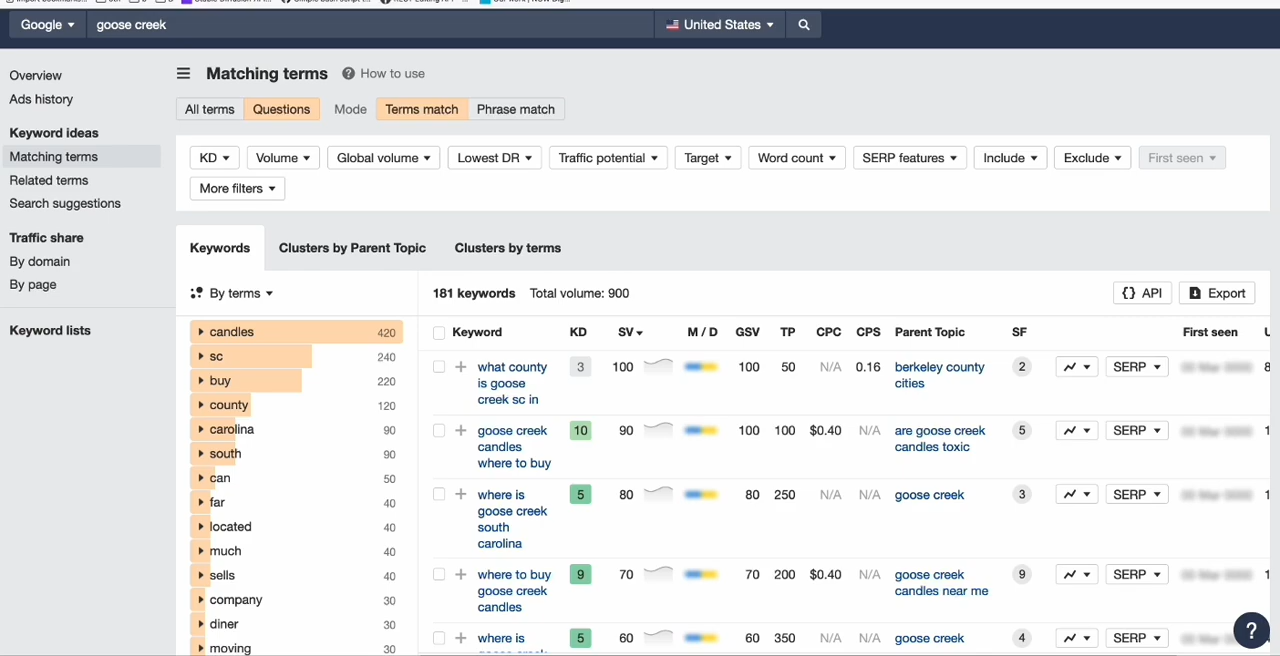 Google
goose creek
United States
Overview
Ads history
Keyword ideas
Matching terms
Related terms
Search suggestions
Traffic share
By domain
By page
Keyword lists
Matching terms
? How to use
All terms Questions Mode Terms match Phrase match
KD Volume Global volume Lowest DR Traffic potential Target Word count SERP features Include Exclude First seen
More filters
Keywords Clusters by Parent Topic Clusters by terms
By terms
candles 420
sc 240
buy 220
county 120
carolina 90
south 90
can 50
far 40
located 40
much 40
sells 40
company 30
diner 30
moving 30
181 keywords Total volume: 900
{} API Export
Keyword KD SV M / D GSV TP CPC CPS Parent Topic SF First seen U
what county is goose creek sc in 3 100 100 50 N/A 0.16 berkeley county cities 2 SERP 8
goose creek candles where to buy 10 90 100 100 $0.40 N/A are goose creek candles toxic 5 SERP 1
where is goose creek south carolina 5 80 80 250 N/A N/A goose creek 3 SERP 1
where to buy goose creek candles 9 70 70 200 $0.40 N/A goose creek candles near me 9 SERP 1
where is 5 60 60 350 N/A N/A goose creek 4 SERP
?